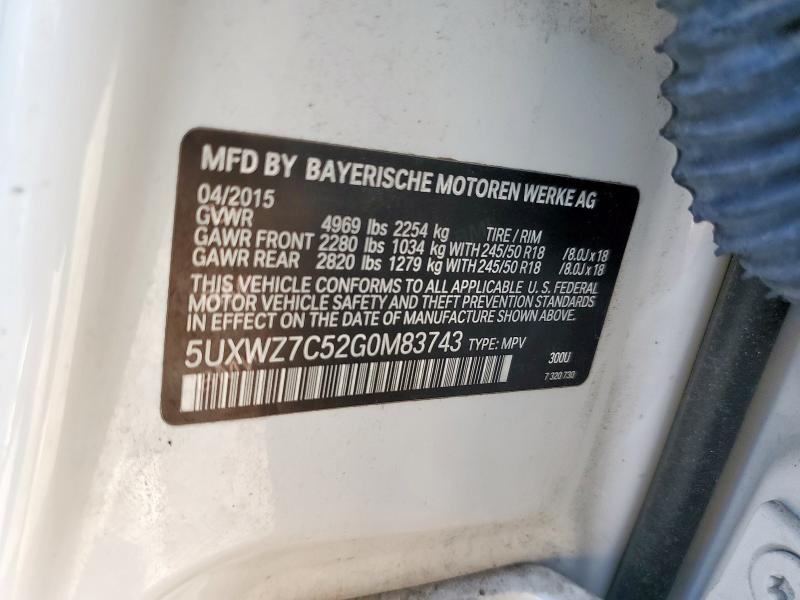 MFD BY BAYERISCHE MOTOREN WERKE AG
04/2015
GVWR 4969 lbs 2254 kg TIRE / RIM
GAWR FRONT 2280 lbs 1034 kg WITH 245/50 R18 /8.0J x 18
GAWR REAR 2820 lbs 1279 kg WITH 245/50 R18 /8.0J x 18
THIS VEHICLE CONFORMS TO ALL APPLICABLE U. S. FEDERAL
MOTOR VEHICLE SAFETY AND THEFT PREVENTION STANDARDS
IN EFFECT ON THE DATE OF MANUFACTURE
5UXWZ7C52G0M83743 TYPE: MPV 300U
7 320 730